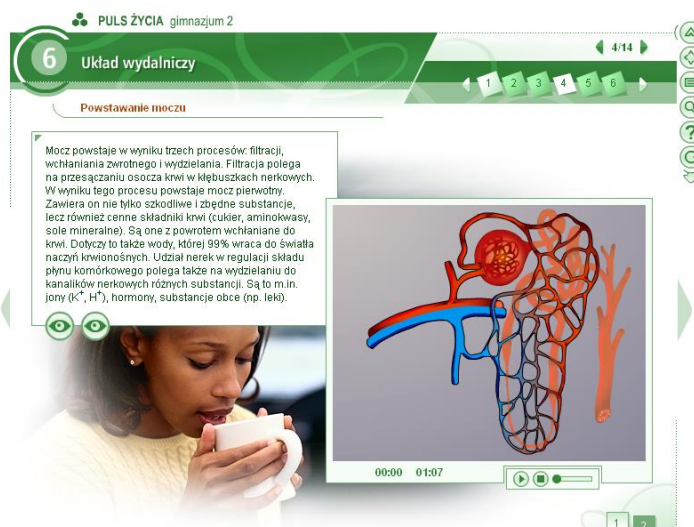 PULS ŻYCIA gimnazjum 2
6
Układ wydalniczy
4/14
1 2 3 4 5 6
Powstawanie moczu
Mocz powstaje w wyniku trzech procesów: filtracji,
wchłaniania zwrotnego i wydzielania. Filtracja polega
na przesączaniu osocza krwi w kłębuszkach nerkowych.
W wyniku tego procesu powstaje mocz pierwotny.
Zawiera on nie tylko szkodliwe i zbędne substancje,
lecz również cenne składniki krwi (cukier, aminokwasy,
sole mineralne). Są one z powrotem wchłaniane do
krwi. Dotyczy to także wody, której 99% wraca do światła
naczyń krwionośnych. Udział nerek w regulacji składu
płynu komórkowego polega także na wydzielaniu do
kanalików nerkowych różnych substancji. Są to m.in.
jony (K⁺, H⁺), hormony, substancje obce (np. leki).
00:00 01:07
1 2
?